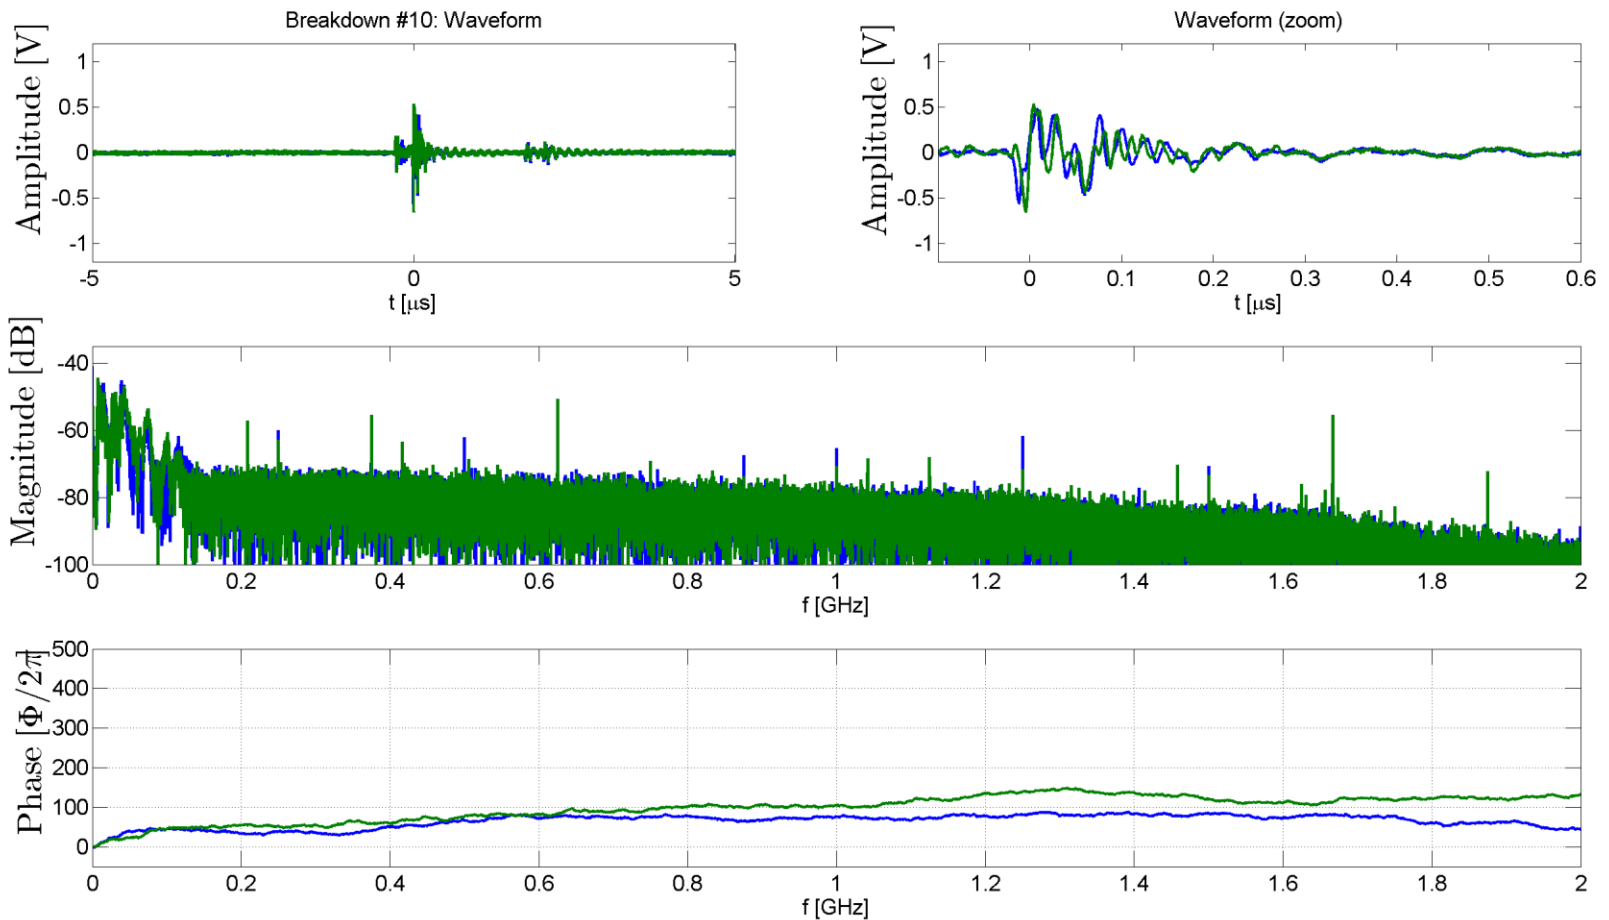 Breakdown #10: Waveform
Amplitude [V]
1
0.5
0
-0.5
-1
-5 0 5
t [μs]
Waveform (zoom)
Amplitude [V]
1
0.5
0
-0.5
-1
0 0.1 0.2 0.3 0.4 0.5 0.6
t [μs]
Magnitude [dB]
-40
-60
-80
-100
0 0.2 0.4 0.6 0.8 1 1.2 1.4 1.6 1.8 2
f [GHz]
Phase [Φ/2π]
500
400
300
200
100
0
0 0.2 0.4 0.6 0.8 1 1.2 1.4 1.6 1.8 2
f [GHz]